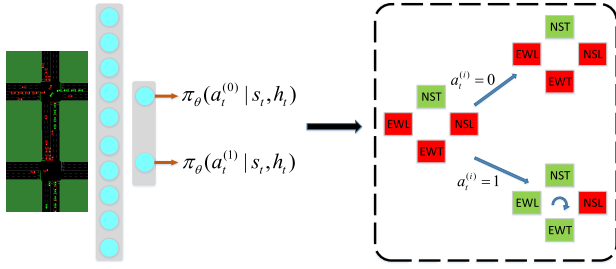 π_θ(a_t^(0) | s_t, h_t)
π_θ(a_t^(1) | s_t, h_t)
NST
EWL
NSL
EWT
a_t^(i) = 0
NST
EWL
NSL
EWT
a_t^(i) = 1
NST
EWL
NSL
EWT